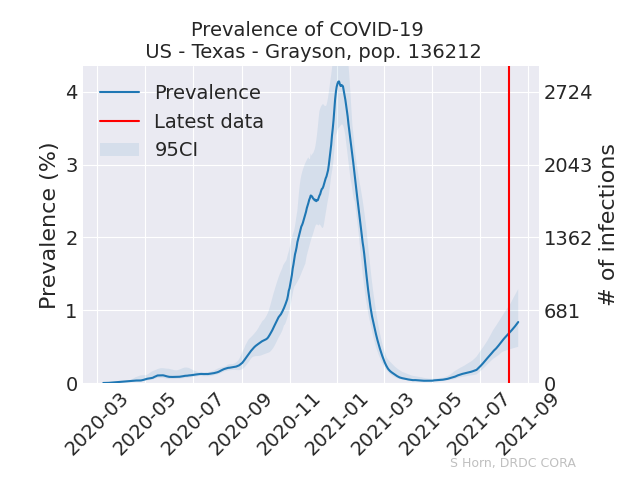 Prevalence of COVID-19
US - Texas - Grayson, pop. 136212
Prevalence
Latest data
95CI
Prevalence (%)
4
3
2
1
0
# of infections
2724
2043
1362
681
0
2020-03
2020-05
2020-07
2020-09
2020-11
2021-01
2021-03
2021-05
2021-07
2021-09
S Horn, DRDC CORA